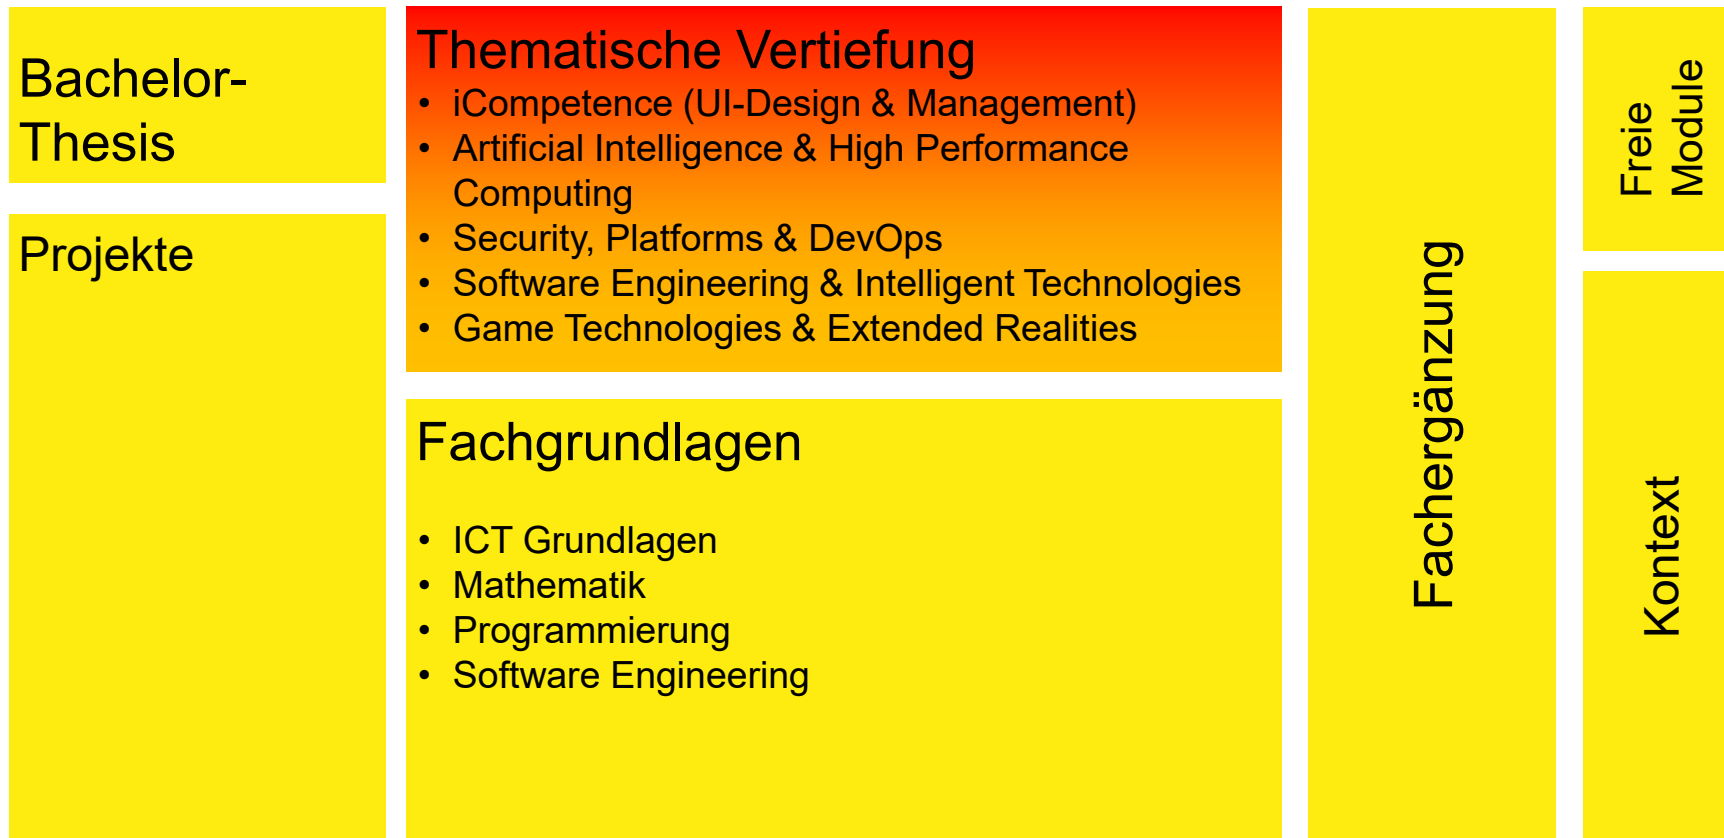 Bachelor-
Thesis
Projekte
Thematische Vertiefung
• iCompetence (UI-Design & Management)
• Artificial Intelligence & High Performance
Computing
• Security, Platforms & DevOps
• Software Engineering & Intelligent Technologies
• Game Technologies & Extended Realities
Fachgrundlagen
• ICT Grundlagen
• Mathematik
• Programmierung
• Software Engineering
Fachergänzung
Freie
Module
Kontext